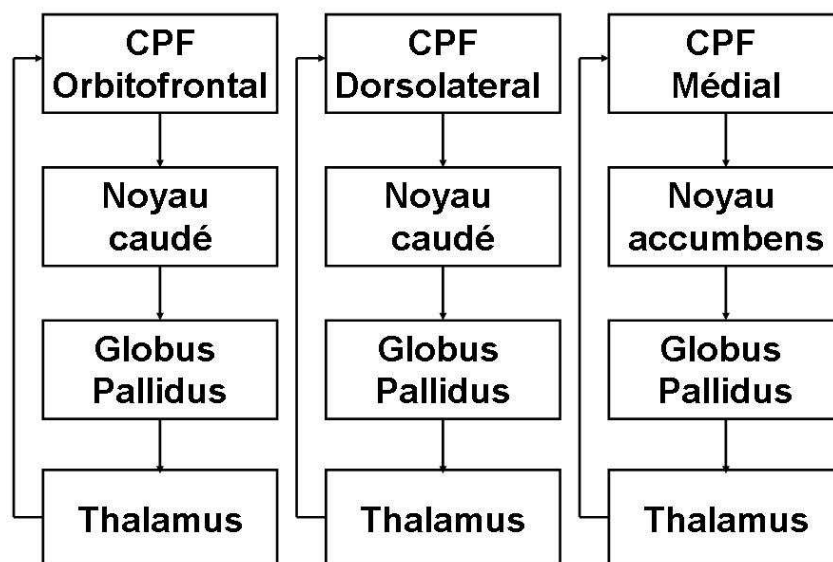 CPF
Orbitofrontal
Noyau
caudé
Globus
Pallidus
Thalamus
CPF
Dorsolateral
Noyau
caudé
Globus
Pallidus
Thalamus
CPF
Médial
Noyau
accumbens
Globus
Pallidus
Thalamus